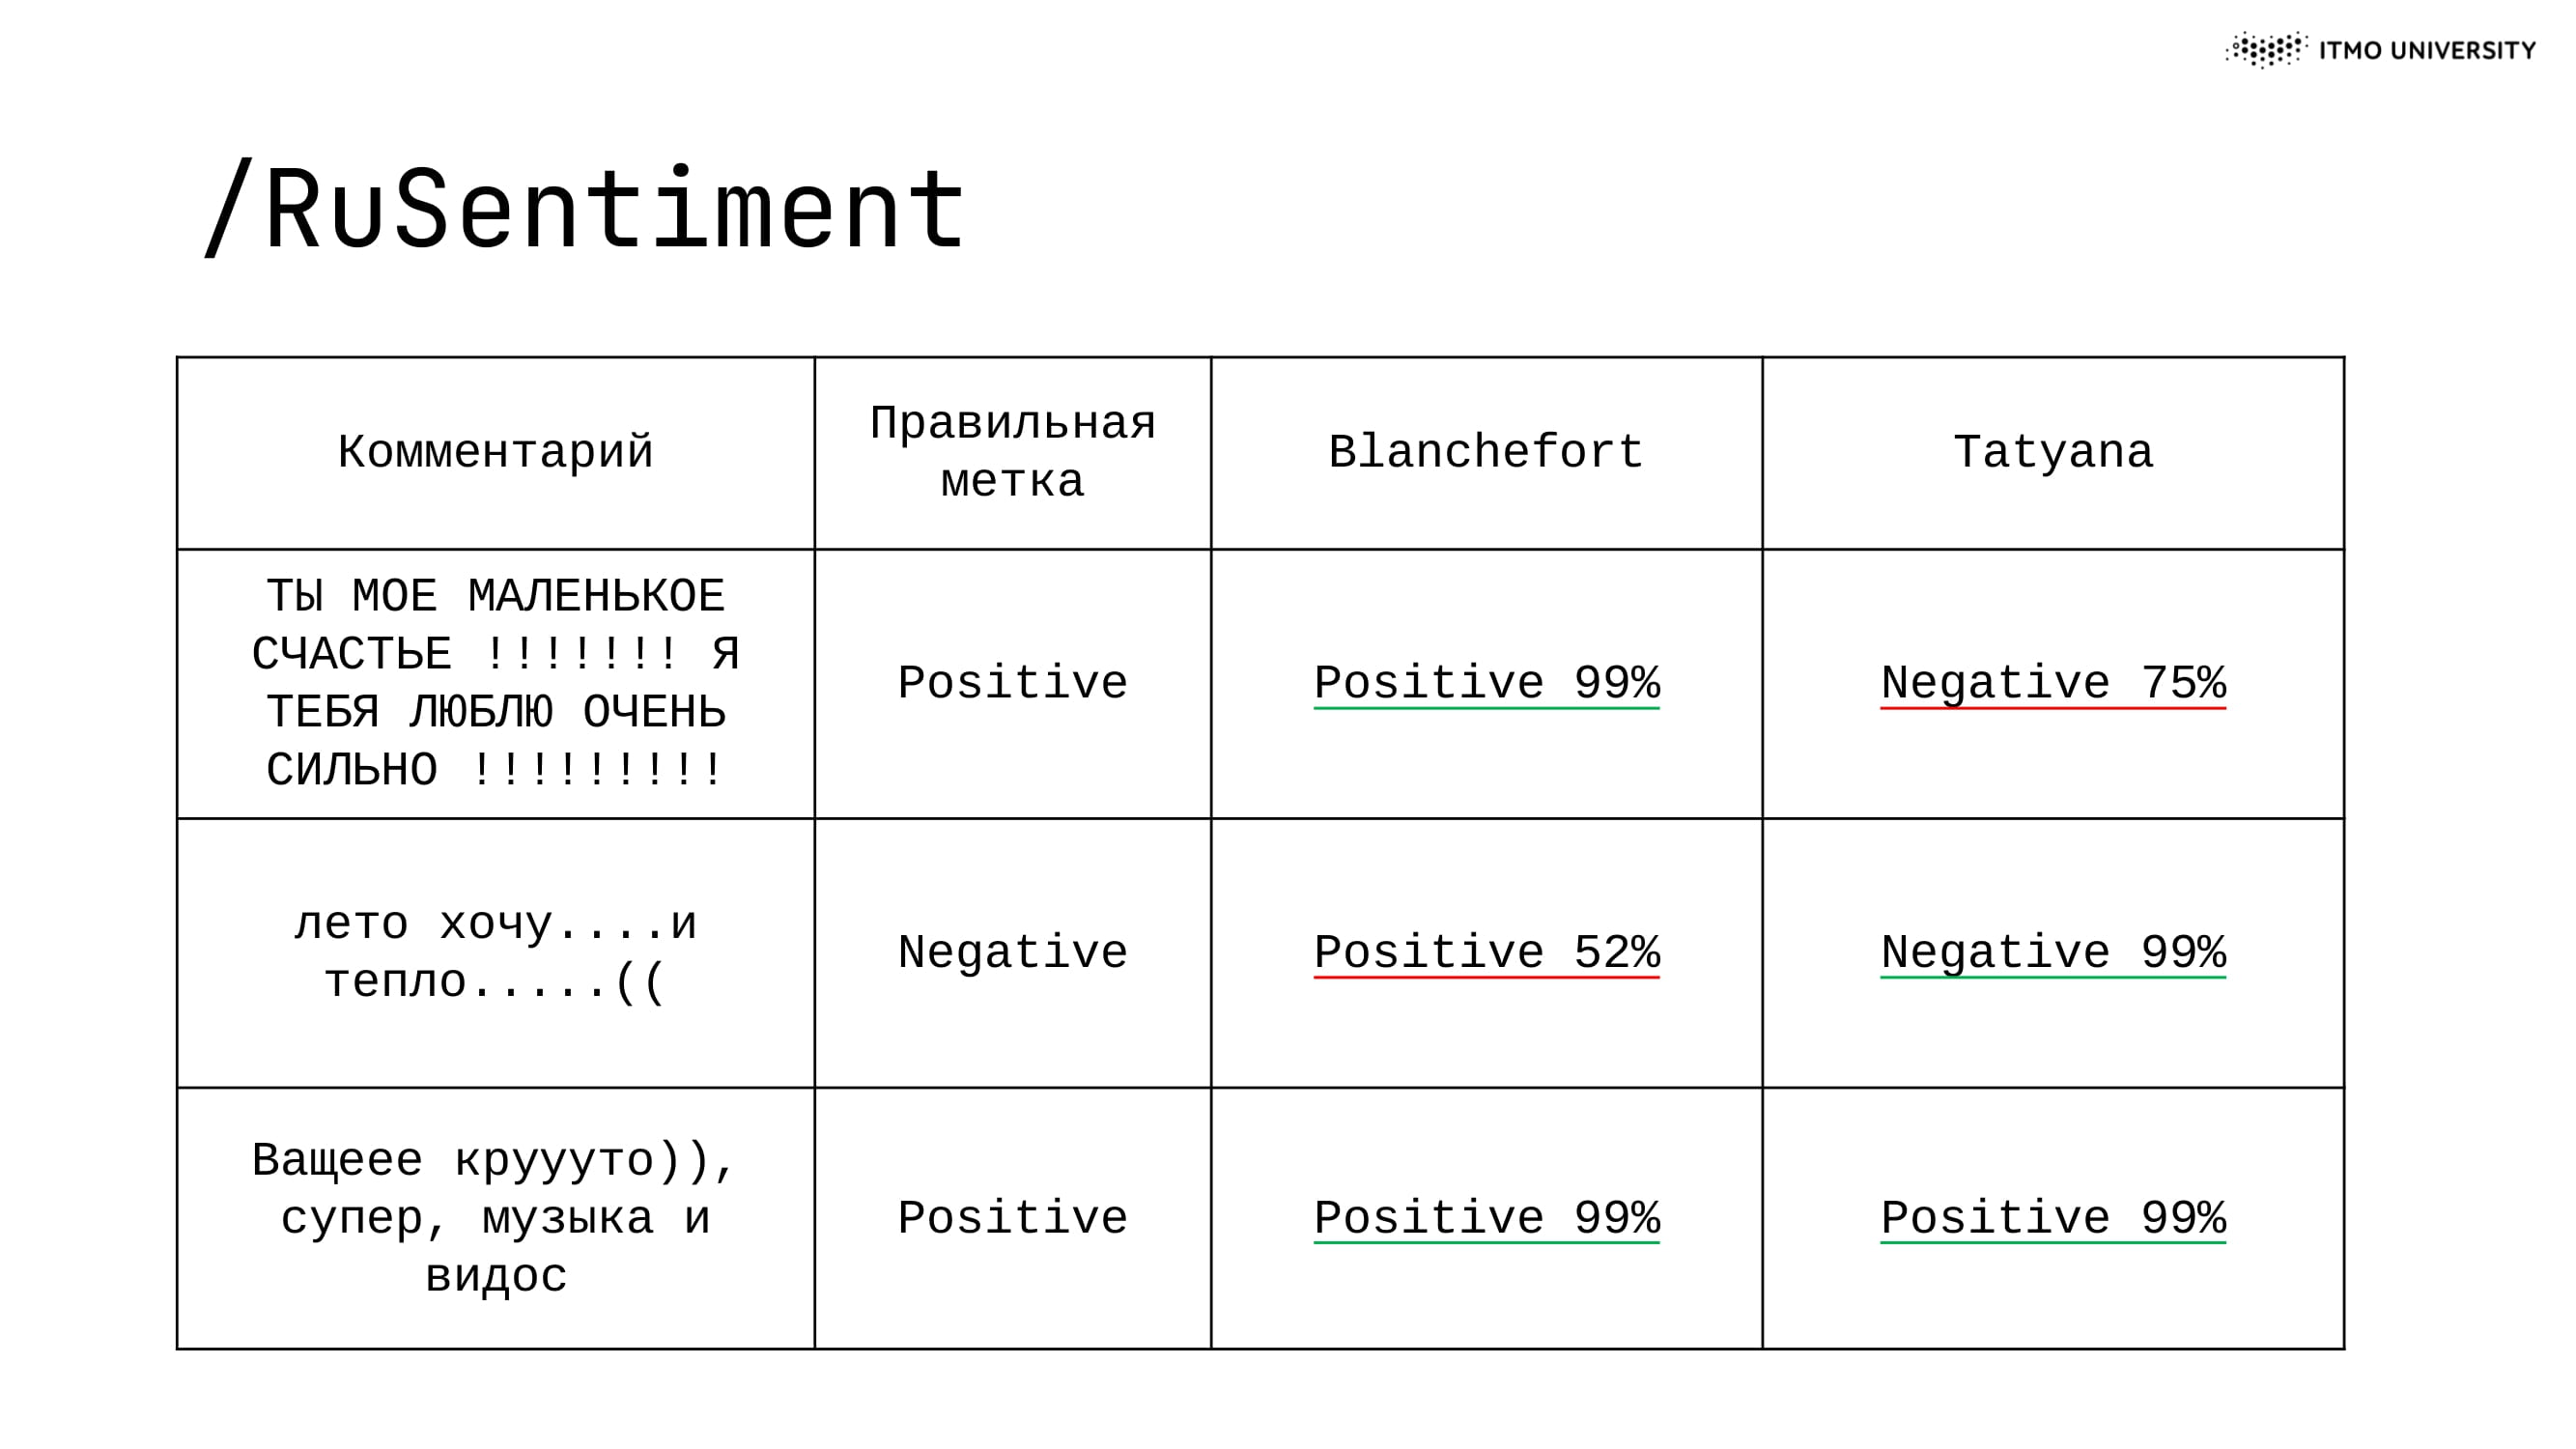 ITMO UNIVERSITY
/RuSentiment
Комментарий
Правильная
метка
Blanchefort
Tatyana
ТЫ МОЕ МАЛЕНЬКОЕ
СЧАСТЬЕ !!!!!!! Я
ТЕБЯ ЛЮБЛЮ ОЧЕНЬ
СИЛЬНО !!!!!!!!!
Positive
Positive 99%
Negative 75%
лето хочу....и
тепло.....((
Negative
Positive 52%
Negative 99%
Ващеее круууто)),
супер, музыка и
видос
Positive
Positive 99%
Positive 99%